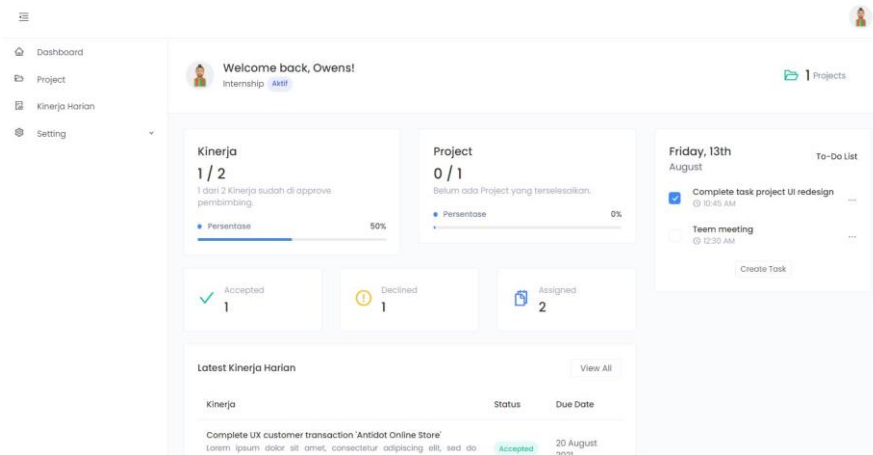 Dashboard
Project
Kinerja Harian
Setting
Welcome back, Owens!
Internship Aktif
1 Projects
Kinerja
1 / 2
1 dari 2 Kinerja sudah di approve
pembimbing.
Persentase 50%
Project
0 / 1
Belum ada Project yang terselesaikan.
Persentase 0%
Friday, 13th
August
To-Do List
Complete task project UI redesign
10:45 AM
Teem meeting
12:30 AM
Create Task
Accepted
1
Declined
1
Assigned
2
Latest Kinerja Harian
View All
Kinerja Status Due Date
Complete UX customer transaction 'Antidot Online Store'
Lorem ipsum dolor sit amet, consectetur adipiscing elit, sed do
Accepted
20 August
2021